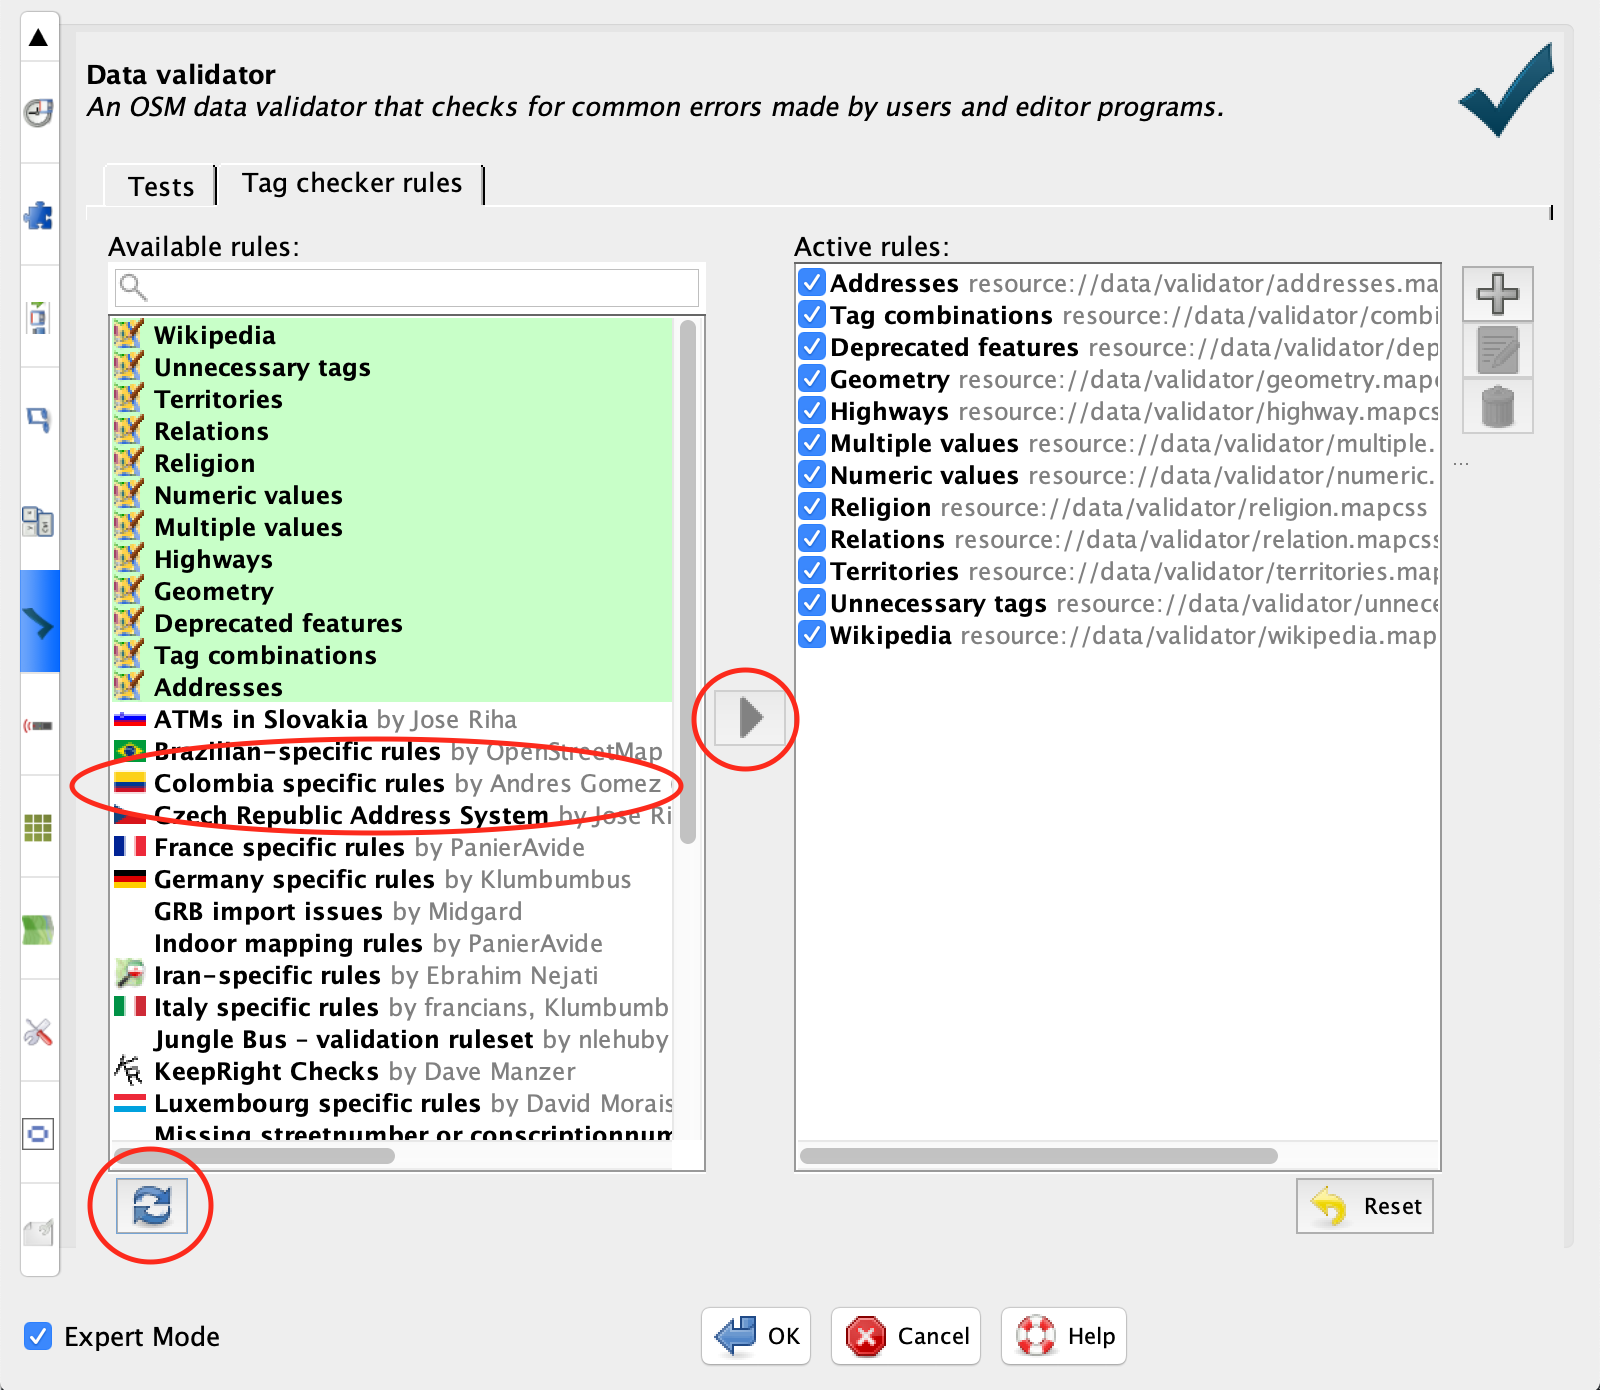 Data validator
An OSM data validator that checks for common errors made by users and editor programs.
Tests
Tag checker rules
Available rules:
Wikipedia
Unnecessary tags
Territories
Relations
Religion
Numeric values
Multiple values
Highways
Geometry
Deprecated features
Tag combinations
Addresses
ATMs in Slovakia by Jose Riha
Brazilian-specific rules by OpenStreetMap
Colombia specific rules by Andres Gomez
Czech Republic Address System by Jose Ri
France specific rules by PanierAvide
Germany specific rules by Klumbumbus
GRB import issues by Midgard
Indoor mapping rules by PanierAvide
Iran-specific rules by Ebrahim Nejati
Italy specific rules by francians, Klumbumb
Jungle Bus - validation ruleset by nlehuby
KeepRight Checks by Dave Manzer
Luxembourg specific rules by David Morais
Missing streetnumber or conscriptionnum
Active rules:
Addresses resource://data/validator/addresses.ma
Tag combinations resource://data/validator/combi
Deprecated features resource://data/validator/dep
Geometry resource://data/validator/geometry.mapc
Highways resource://data/validator/highway.mapcs
Multiple values resource://data/validator/multiple.
Numeric values resource://data/validator/numeric.
Religion resource://data/validator/religion.mapcss
Relations resource://data/validator/relation.mapcss
Territories resource://data/validator/territories.map
Unnecessary tags resource://data/validator/unnece
Wikipedia resource://data/validator/wikipedia.map
...
Reset
Expert Mode
OK
Cancel
Help